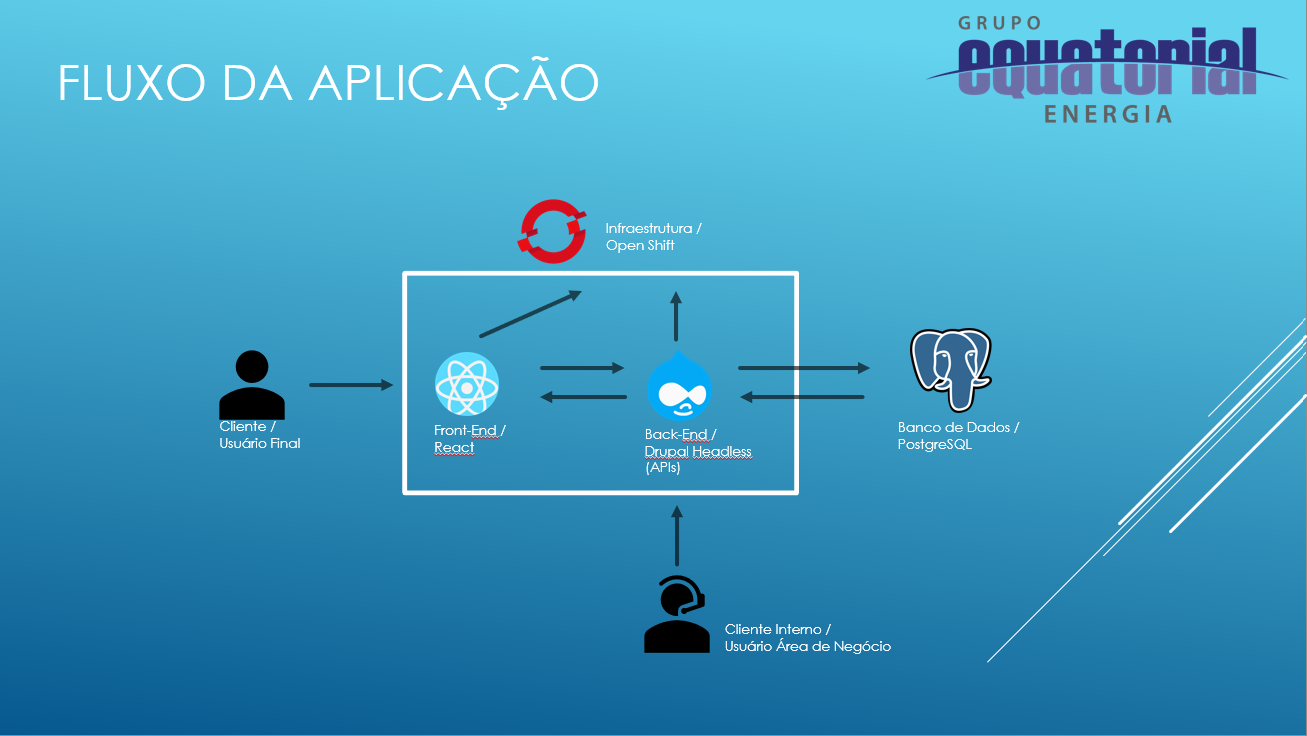 GRUPO
equatorial
ENERGIA
FLUXO DA APLICAÇÃO
Infraestrutura /
Open Shift
Cliente /
Usuário Final
Front-End /
React
Back-End /
Drupal Headless
(APIs)
Banco de Dados /
PostgreSQL
Cliente Interno /
Usuário Área de Negócio